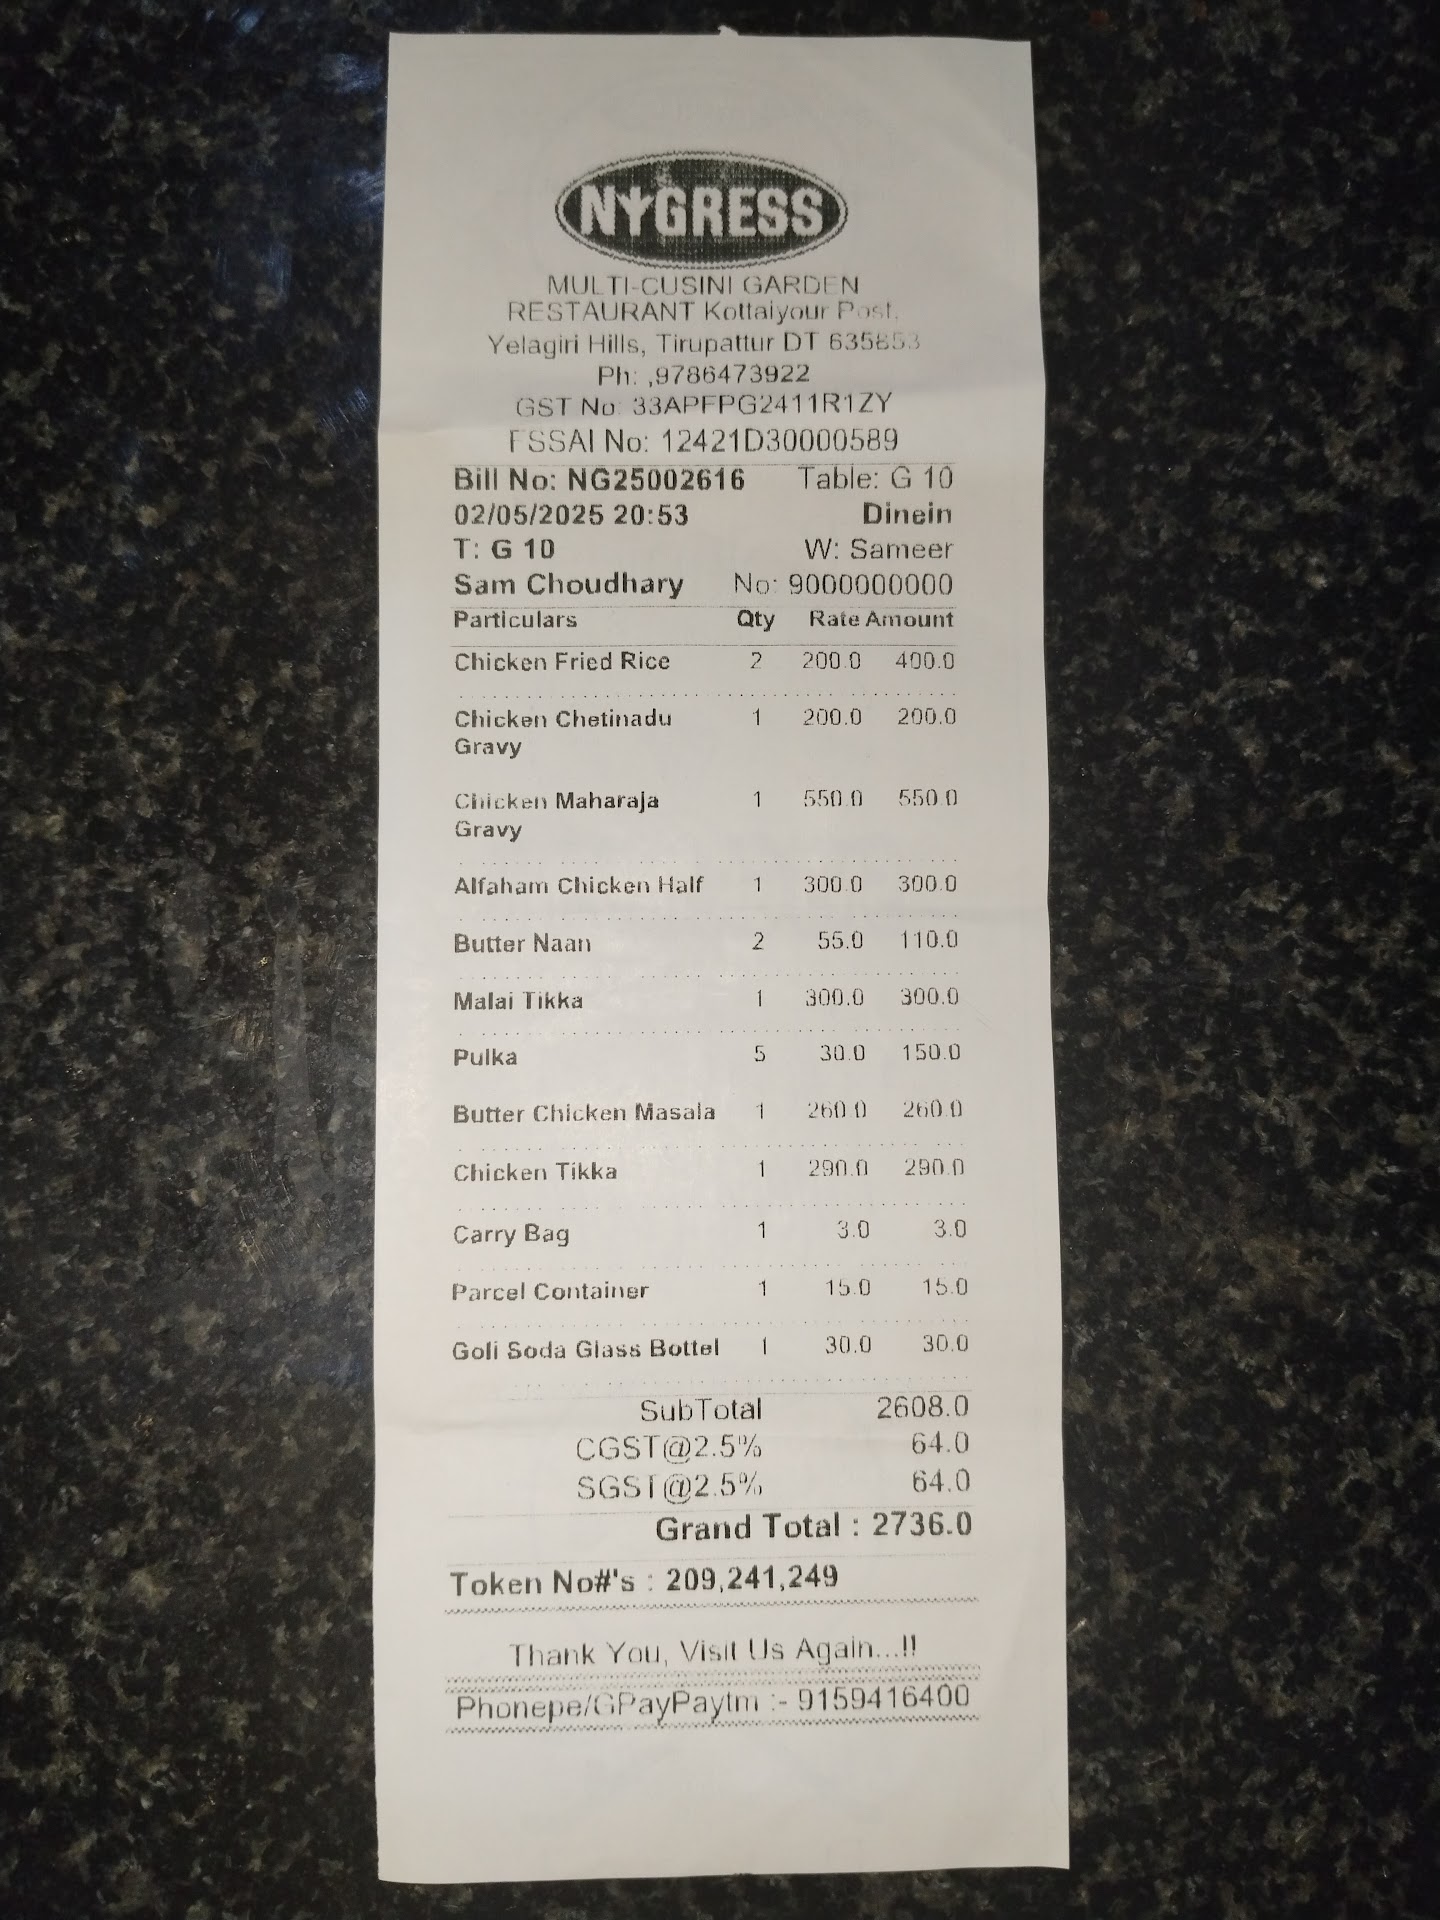 NYGRESS
MULTI-CUSINI GARDEN
RESTAURANT Kottaiyour Post,
Yelagiri Hills, Tirupattur DT 635853
Ph: ,9786473922
GST No: 33APFPG2411R1ZY
FSSAI No: 12421D30000589
Bill No: NG25002616 Table: G 10
02/05/2025 20:53 Dinein
T: G 10 W: Sameer
Sam Choudhary No: 9000000000
Particulars Qty Rate Amount
Chicken Fried Rice 2 200.0 400.0
Chicken Chetinadu 1 200.0 200.0
Gravy
Chicken Maharaja 1 550.0 550.0
Gravy
Alfaham Chicken Half 1 300.0 300.0
Butter Naan 2 55.0 110.0
Malai Tikka 1 300.0 300.0
Pulka 5 30.0 150.0
Butter Chicken Masala 1 260.0 260.0
Chicken Tikka 1 290.0 290.0
Carry Bag 1 3.0 3.0
Parcel Container 1 15.0 15.0
Goli Soda Glass Bottel 1 30.0 30.0
SubTotal 2608.0
CGST@2.5% 64.0
SGST@2.5% 64.0
Grand Total : 2736.0
Token No#'s : 209,241,249
Thank You, Visit Us Again...!!
Phonepe/GPayPaytm :- 9159416400